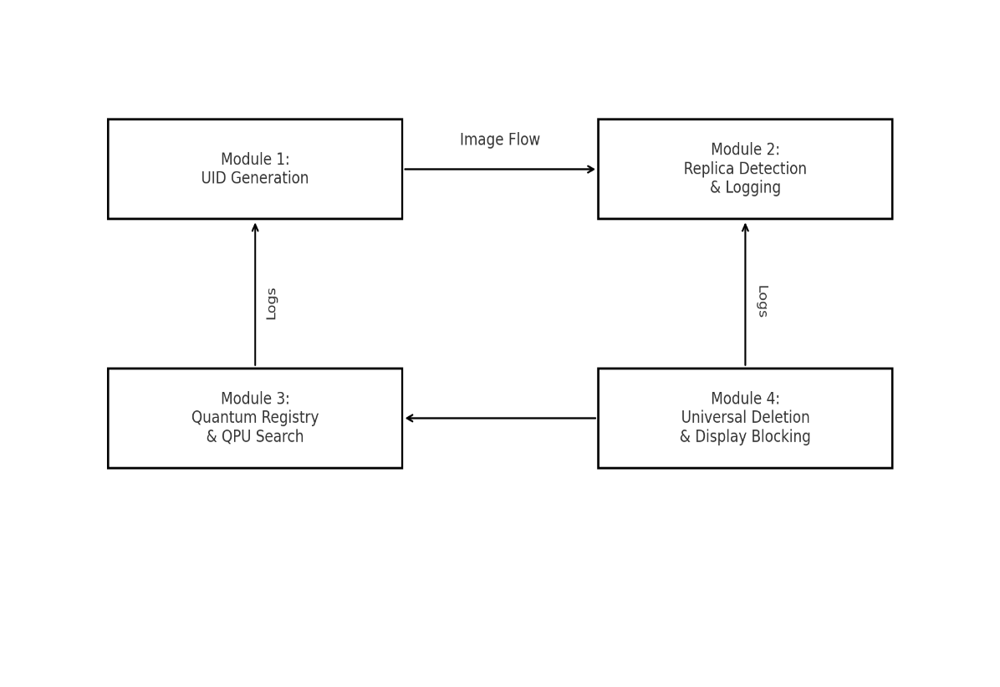 Module 1:
UID Generation
Image Flow
Module 2:
Replica Detection
& Logging
Logs
Logs
Module 3:
Quantum Registry
& QPU Search
Module 4:
Universal Deletion
& Display Blocking